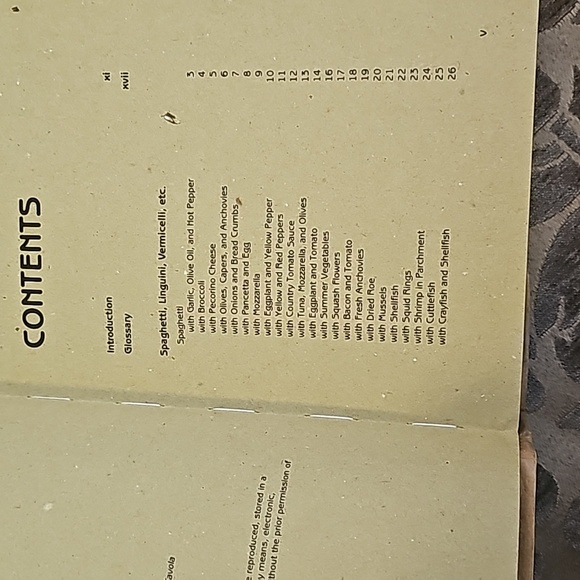 Tavola
reproduced, stored in a
means, electronic,
the prior permission of
CONTENTS
Introduction xi
Glossary xvii
Spaghetti, Linguini, Vermicelli, etc.
Spaghetti
with Garlic, Olive Oil, and Hot Pepper 3
with Broccoli 4
with Pecorino Cheese 5
with Olives, Capers, and Anchovies 6
with Onions and Bread Crumbs 7
with Pancetta and Egg 8
with Mozzarella 9
with Eggplant and Yellow Pepper 10
with Yellow and Red Peppers 11
with Country Tomato Sauce 12
with Tuna, Mozzarella, and Olives 13
with Eggplant and Tomato 14
with Summer Vegetables 16
with Squash Flowers 17
with Bacon and Tomato 18
with Fresh Anchovies 19
with Dried Roe 20
with Mussels 21
with Shellfish 22
with Squid Rings 23
with Shrimp in Parchment 24
with Cuttlefish 25
with Crayfish and Shellfish 26
v